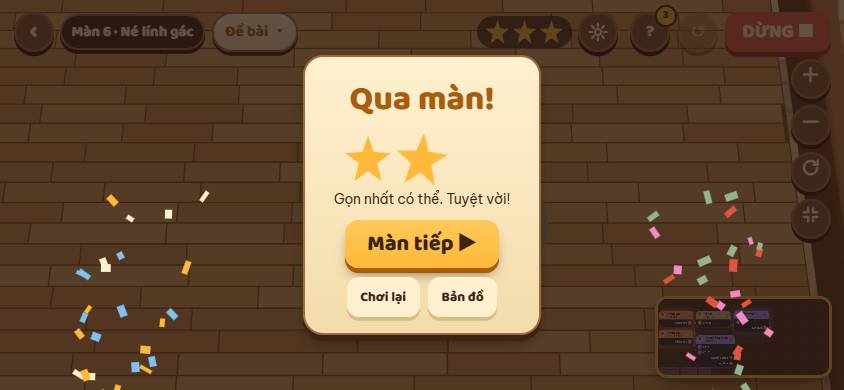 Màn 6 · Né lính gác
Đề bài
?
3
DỪNG
Qua màn!
Gọn nhất có thể. Tuyệt vời!
Màn tiếp
Chơi lại
Bản đồ